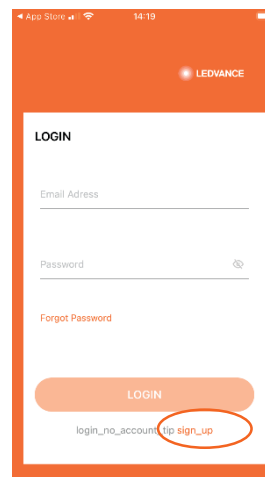 ◀ App Store 14:19
LEDVANCE
LOGIN
Email Adress
Password
Forgot Password
LOGIN
login_no_account_tip sign_up